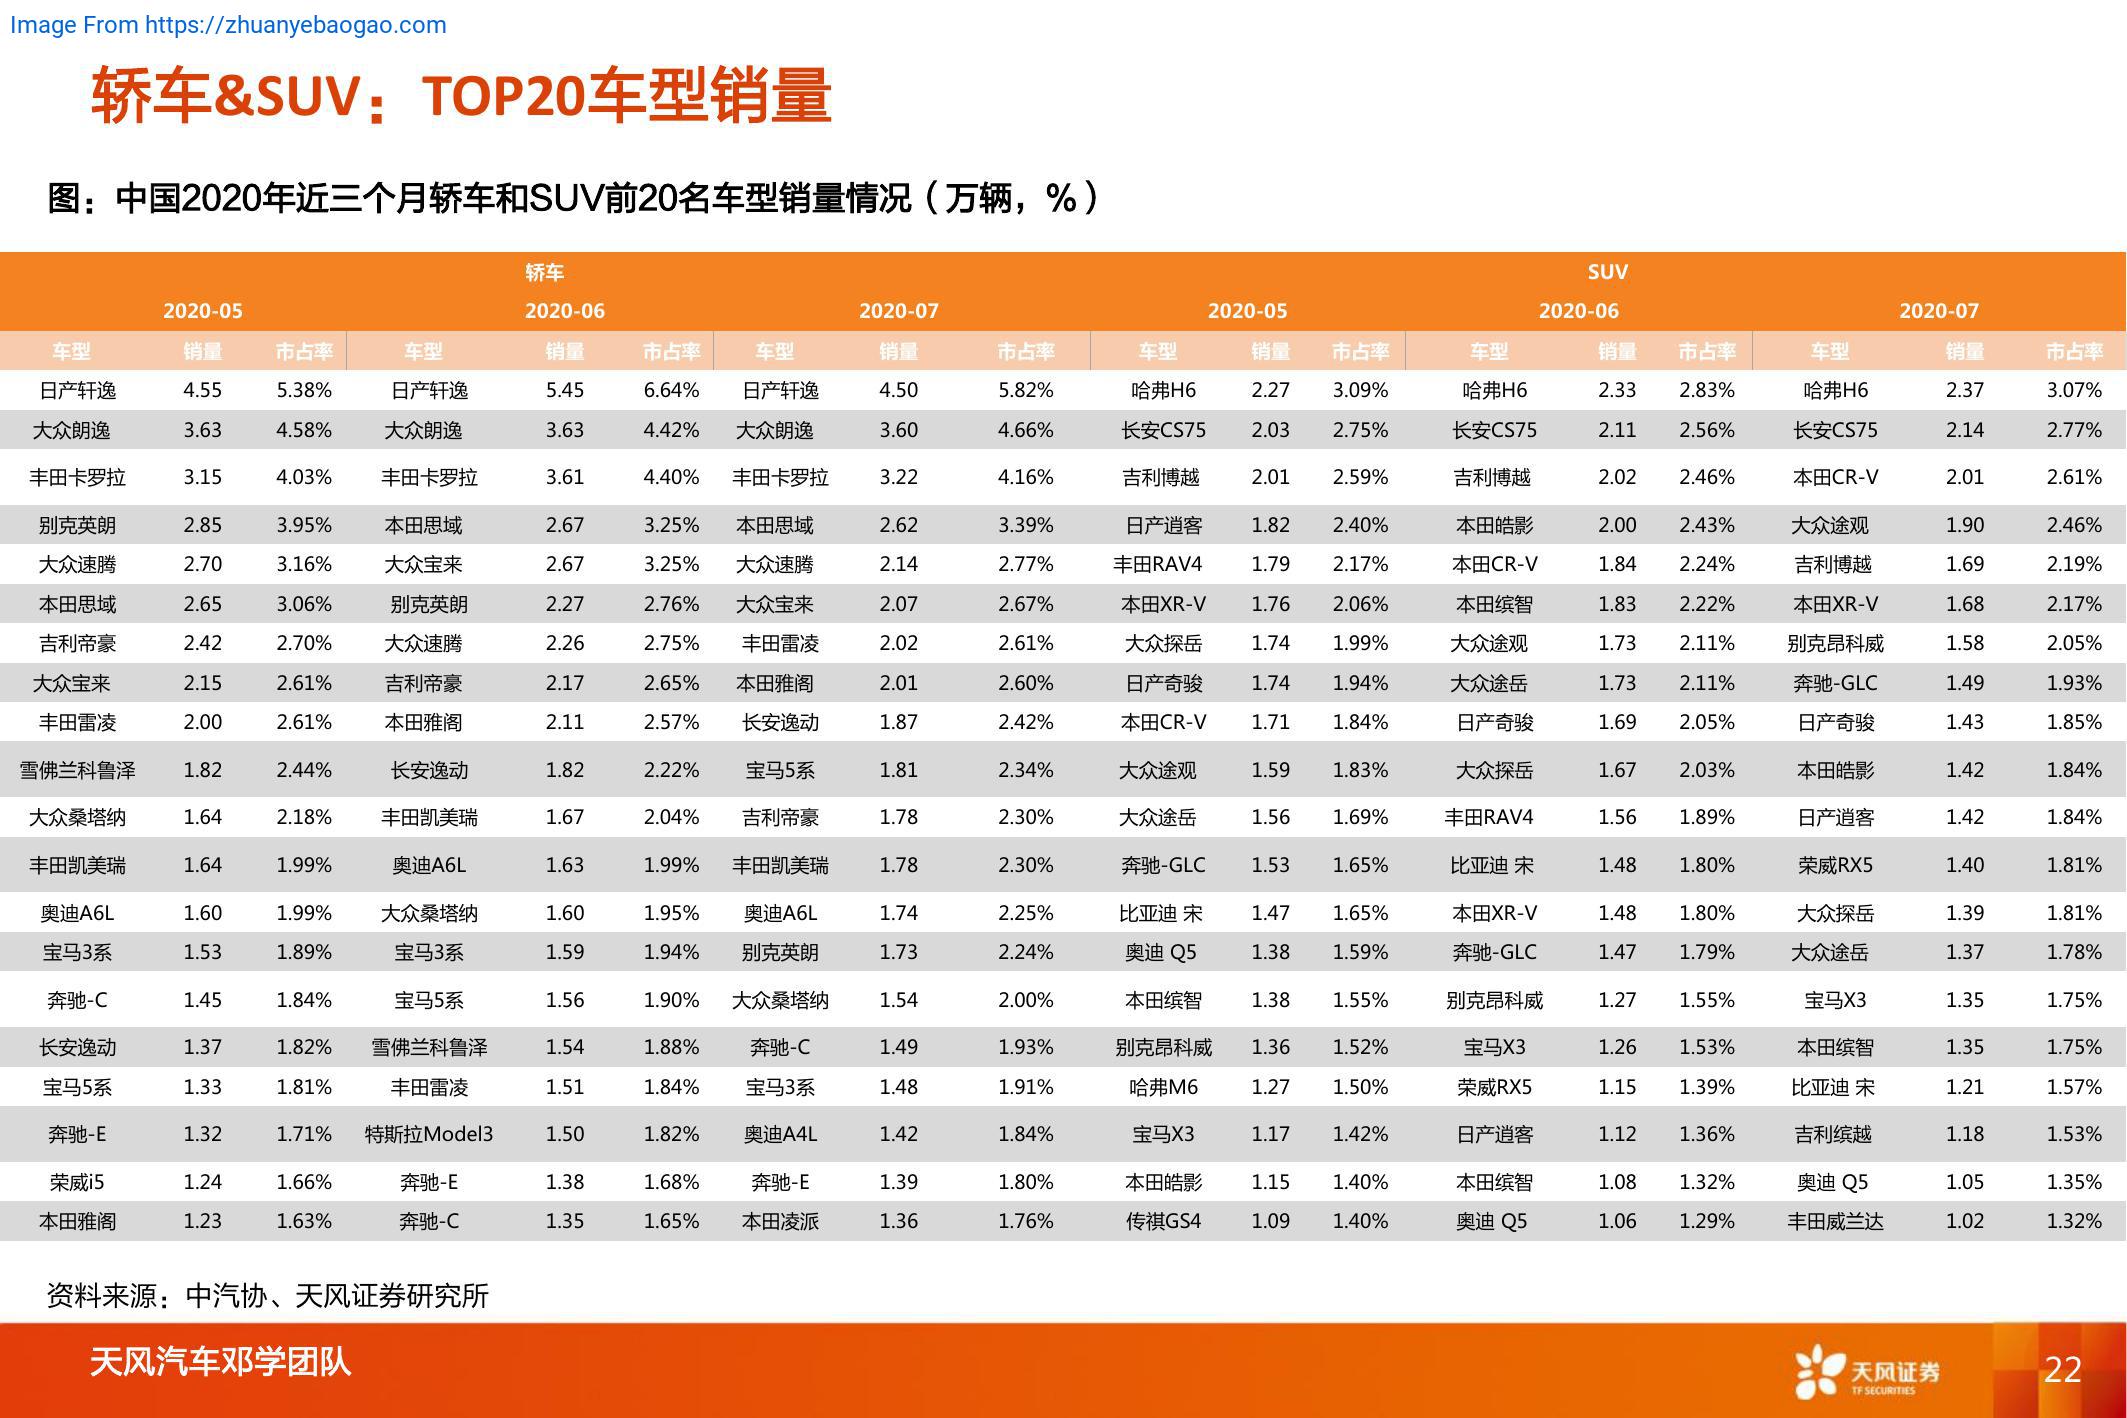 Image From https://zhuanyebaogao.com
轿车&SUV：TOP20车型销量
图：中国2020年近三个月轿车和SUV前20名车型销量情况（万辆，%）
轿车 SUV
2020-05 2020-06 2020-07 2020-05 2020-06 2020-07
车型 销量 市占率 车型 销量 市占率 车型 销量 市占率 车型 销量 市占率 车型 销量 市占率 车型 销量 市占率
日产轩逸 4.55 5.38% 日产轩逸 5.45 6.64% 日产轩逸 4.50 5.82% 哈弗H6 2.27 3.09% 哈弗H6 2.33 2.83% 哈弗H6 2.37 3.07%
大众朗逸 3.63 4.58% 大众朗逸 3.63 4.42% 大众朗逸 3.60 4.66% 长安CS75 2.03 2.75% 长安CS75 2.11 2.56% 长安CS75 2.14 2.77%
丰田卡罗拉 3.15 4.03% 丰田卡罗拉 3.61 4.40% 丰田卡罗拉 3.22 4.16% 吉利博越 2.01 2.59% 吉利博越 2.02 2.46% 本田CR-V 2.01 2.61%
别克英朗 2.85 3.95% 本田思域 2.67 3.25% 本田思域 2.62 3.39% 日产逍客 1.82 2.40% 本田皓影 2.00 2.43% 大众途观 1.90 2.46%
大众速腾 2.70 3.16% 大众宝来 2.67 3.25% 大众速腾 2.14 2.77% 丰田RAV4 1.79 2.17% 本田CR-V 1.84 2.24% 吉利博越 1.69 2.19%
本田思域 2.65 3.06% 别克英朗 2.27 2.76% 大众宝来 2.07 2.67% 本田XR-V 1.76 2.06% 本田缤智 1.83 2.22% 本田XR-V 1.68 2.17%
吉利帝豪 2.42 2.70% 大众速腾 2.26 2.75% 丰田雷凌 2.02 2.61% 大众探岳 1.74 1.99% 大众途观 1.73 2.11% 别克昂科威 1.58 2.05%
大众宝来 2.15 2.61% 吉利帝豪 2.17 2.65% 本田雅阁 2.01 2.60% 日产奇骏 1.74 1.94% 大众途岳 1.73 2.11% 奔驰-GLC 1.49 1.93%
丰田雷凌 2.00 2.61% 本田雅阁 2.11 2.57% 长安逸动 1.87 2.42% 本田CR-V 1.71 1.84% 日产奇骏 1.69 2.05% 日产奇骏 1.43 1.85%
雪佛兰科鲁泽 1.82 2.44% 长安逸动 1.82 2.22% 宝马5系 1.81 2.34% 大众途观 1.59 1.83% 大众探岳 1.67 2.03% 本田皓影 1.42 1.84%
大众桑塔纳 1.64 2.18% 丰田凯美瑞 1.67 2.04% 吉利帝豪 1.78 2.30% 大众途岳 1.56 1.69% 丰田RAV4 1.56 1.89% 日产逍客 1.42 1.84%
丰田凯美瑞 1.64 1.99% 奥迪A6L 1.63 1.99% 丰田凯美瑞 1.78 2.30% 奔驰-GLC 1.53 1.65% 比亚迪 宋 1.48 1.80% 荣威RX5 1.40 1.81%
奥迪A6L 1.60 1.99% 大众桑塔纳 1.60 1.95% 奥迪A6L 1.74 2.25% 比亚迪 宋 1.47 1.65% 本田XR-V 1.48 1.80% 大众探岳 1.39 1.81%
宝马3系 1.53 1.89% 宝马3系 1.59 1.94% 别克英朗 1.73 2.24% 奥迪 Q5 1.38 1.59% 奔驰-GLC 1.47 1.79% 大众途岳 1.37 1.78%
奔驰-C 1.45 1.84% 宝马5系 1.56 1.90% 大众桑塔纳 1.54 2.00% 本田缤智 1.38 1.55% 别克昂科威 1.27 1.55% 宝马X3 1.35 1.75%
长安逸动 1.37 1.82% 雪佛兰科鲁泽 1.54 1.88% 奔驰-C 1.49 1.93% 别克昂科威 1.36 1.52% 宝马X3 1.26 1.53% 本田缤智 1.35 1.75%
宝马5系 1.33 1.81% 丰田雷凌 1.51 1.84% 宝马3系 1.48 1.91% 哈弗M6 1.27 1.50% 荣威RX5 1.15 1.39% 比亚迪 宋 1.21 1.57%
奔驰-E 1.32 1.71% 特斯拉Model3 1.50 1.82% 奥迪A4L 1.42 1.84% 宝马X3 1.17 1.42% 日产逍客 1.12 1.36% 吉利缤越 1.18 1.53%
荣威i5 1.24 1.66% 奔驰-E 1.38 1.68% 奔驰-E 1.39 1.80% 本田皓影 1.15 1.40% 本田缤智 1.08 1.32% 奥迪 Q5 1.05 1.35%
本田雅阁 1.23 1.63% 奔驰-C 1.35 1.65% 本田凌派 1.36 1.76% 传祺GS4 1.09 1.40% 奥迪 Q5 1.06 1.29% 丰田威兰达 1.02 1.32%
资料来源：中汽协、天风证券研究所
天风汽车邓学团队
天风证券
TF SECURITIES
22